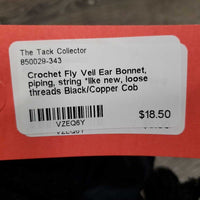 The Tack Collector
850029-343
Crochet Fly Veil Ear Bonnet,
piping, string *like new, loose
threads Black/Copper Cob
$18.50
VZEQ6Y
VZEQ6Y